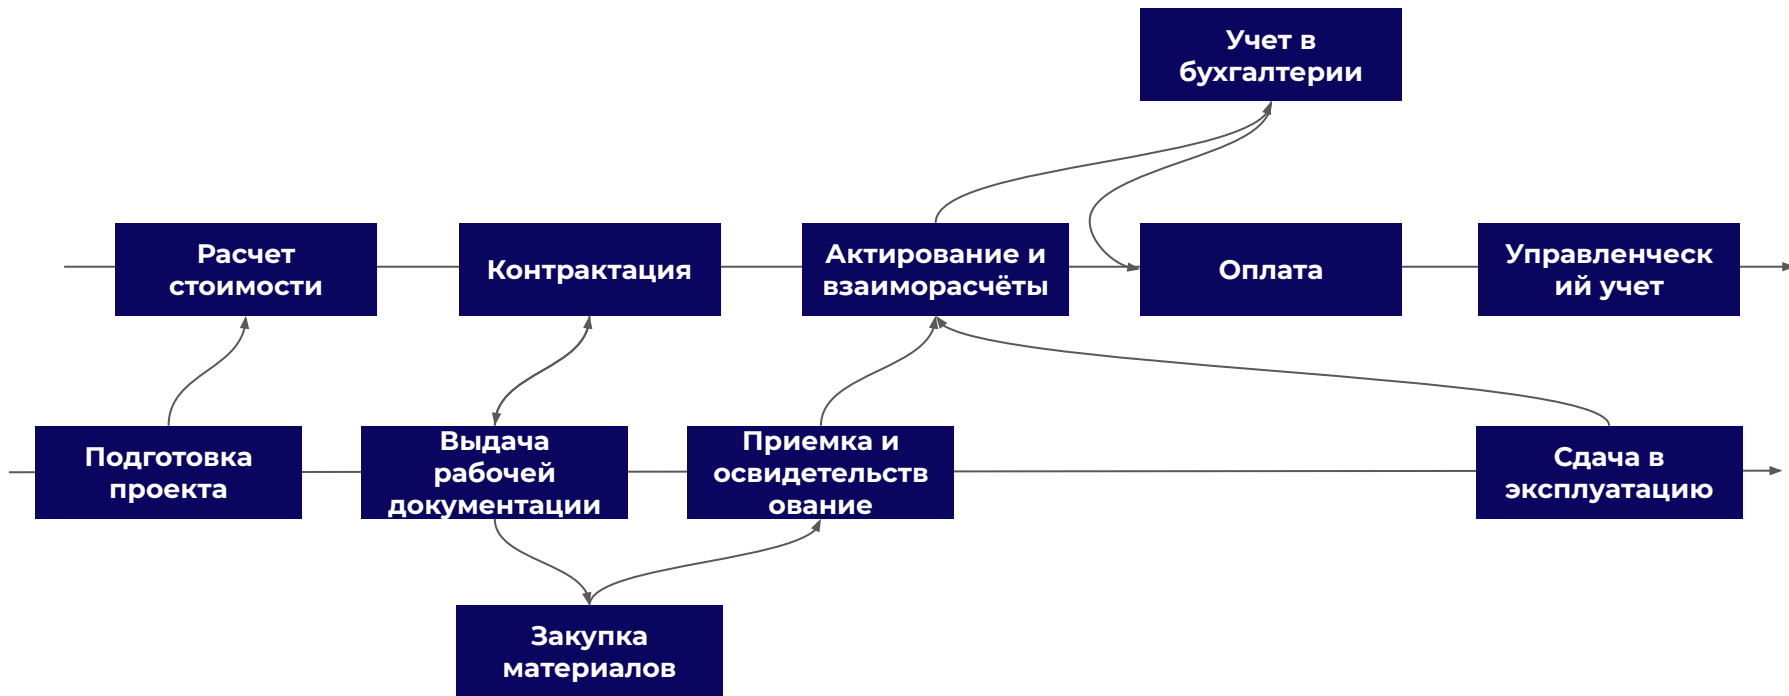 Учет в
бухгалтерии
Расчет
стоимости
Контрактация
Актирование и
взаиморасчёты
Оплата
Управленческ
ий учет
Подготовка
проекта
Выдача
рабочей
документации
Приемка и
освидетельств
ование
Сдача в
эксплуатацию
Закупка
материалов